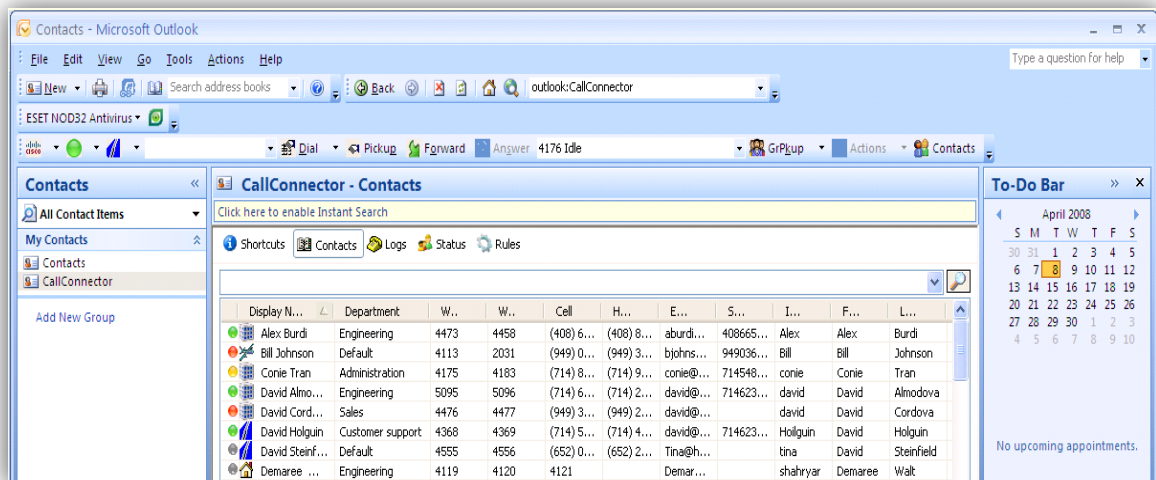 Contacts - Microsoft Outlook
File Edit View Go Tools Actions Help
Type a question for help
New Search address books Back outlook:CallConnector
ESET NOD32 Antivirus
cisco Dial Pickup Forward Answer 4176 Idle GrPkup Actions Contacts
Contacts «
All Contact Items
My Contacts
Contacts
CallConnector
Add New Group
CallConnector - Contacts
Click here to enable Instant Search
Shortcuts Contacts Logs Status Rules
Display N... Department W... W... Cell H... E... S... I... F... L...
Alex Burdi Engineering 4473 4458 (408) 6... (408) 8... aburdi... 408665... Alex Alex Burdi
Bill Johnson Default 4113 2031 (949) 0... (949) 3... bjohns... 949036... Bill Bill Johnson
Conie Tran Administration 4175 4183 (714) 8... (714) 9... conie@... 714548... conie Conie Tran
David Almo... Engineering 5095 5096 (714) 6... (714) 2... david@... 714623... david David Almodova
David Cord... Sales 4476 4477 (949) 3... (949) 2... david@... david David Cordova
David Holguin Customer support 4368 4369 (714) 5... (714) 4... david@... 714623... Hoilguin David Holguin
David Steinf... Default 4555 4556 (652) 0... (652) 2... Tina@h... tina David Steinfield
Demaree ... Engineering 4119 4120 4121 Demar... shahryar Demaree Walt
To-Do Bar » X
April 2008
S M T W T F S
30 31 1 2 3 4 5
6 7 8 9 10 11 12
13 14 15 16 17 18 19
20 21 22 23 24 25 26
27 28 29 30 1 2 3
4 5 6 7 8 9 10
No upcoming appointments.